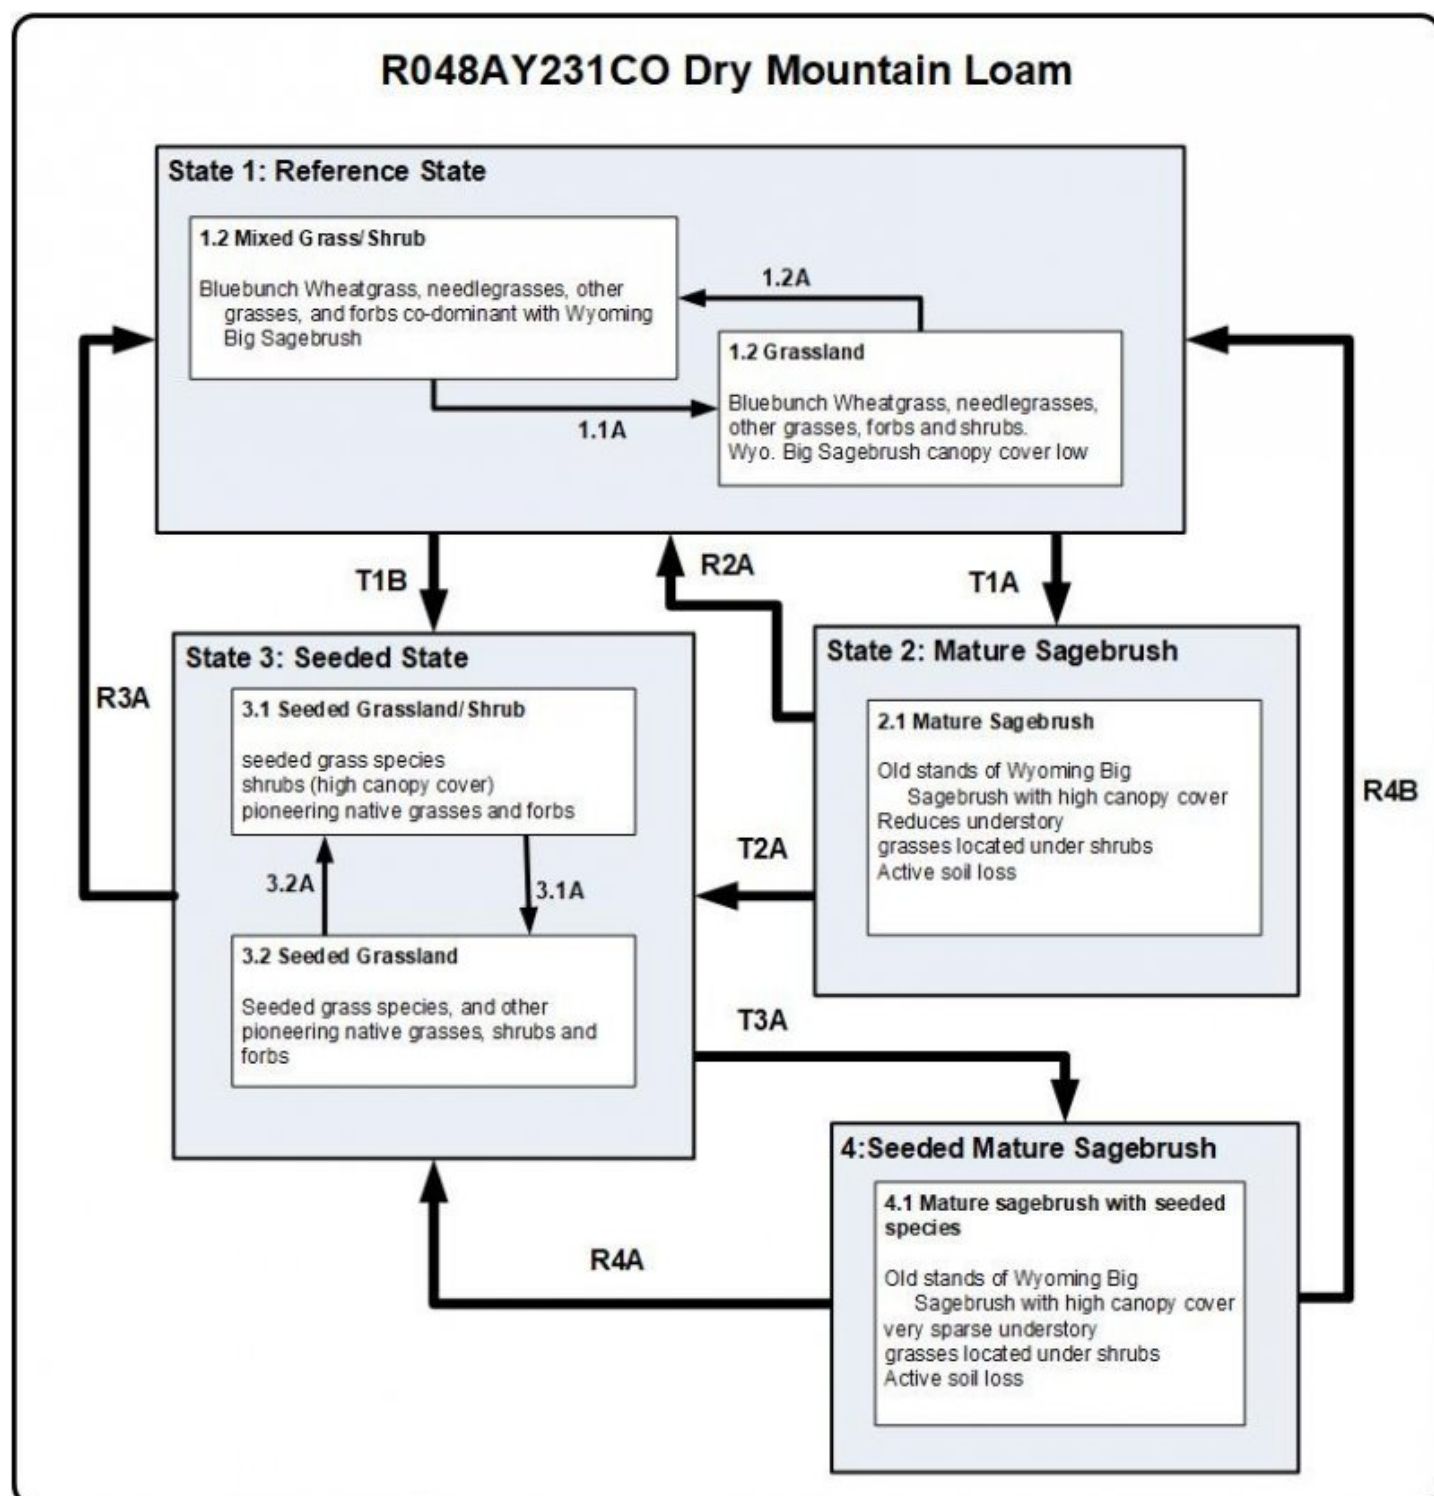 R048AY231CO Dry Mountain Loam
State 1: Reference State
1.2 Mixed Grass/Shrub
Bluebunch Wheatgrass, needlegrasses, other
grasses, and forbs co-dominant with Wyoming
Big Sagebrush
1.2A
1.2 Grassland
Bluebunch Wheatgrass, needlegrasses,
other grasses, forbs and shrubs.
Wyo. Big Sagebrush canopy cover low
1.1A
T1B
R2A
T1A
R3A
State 3: Seeded State
3.1 Seeded Grassland/Shrub
seeded grass species
shrubs (high canopy cover)
pioneering native grasses and forbs
3.2A
3.1A
3.2 Seeded Grassland
Seeded grass species, and other
pioneering native grasses, shrubs and
forbs
State 2: Mature Sagebrush
2.1 Mature Sagebrush
Old stands of Wyoming Big
Sagebrush with high canopy cover
Reduces understory
grasses located under shrubs
Active soil loss
T2A
R4B
T3A
4:Seeded Mature Sagebrush
4.1 Mature sagebrush with seeded
species
Old stands of Wyoming Big
Sagebrush with high canopy cover
very sparse understory
grasses located under shrubs
Active soil loss
R4A